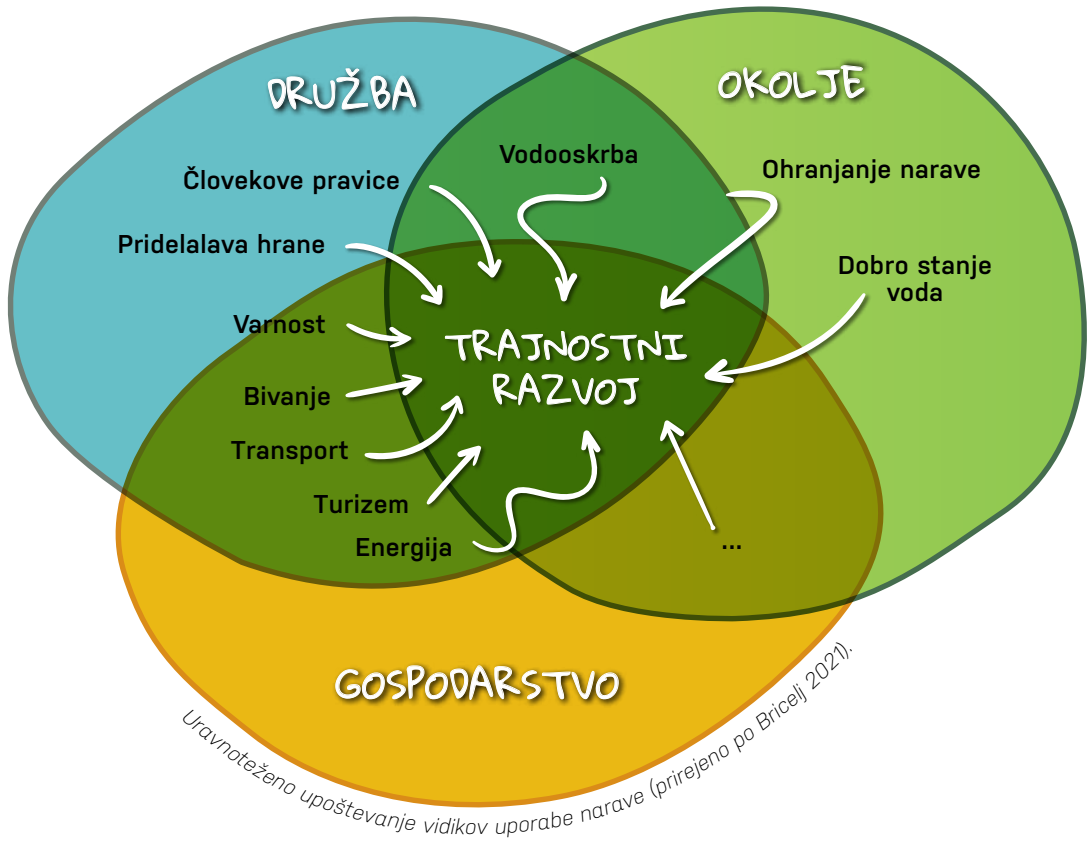 DRUŽBA
OKOLJE
Vodooskrba
Človekove pravice
Ohranjanje narave
Pridelalava hrane
Dobro stanje
voda
Varnost
TRAJNOSTNI
RAZVOJ
Bivanje
Transport
Turizem
Energija
...
GOSPODARSTVO
Uravnoteženo upoštevanje vidikov uporabe narave (prirejeno po Bricelj 2021).